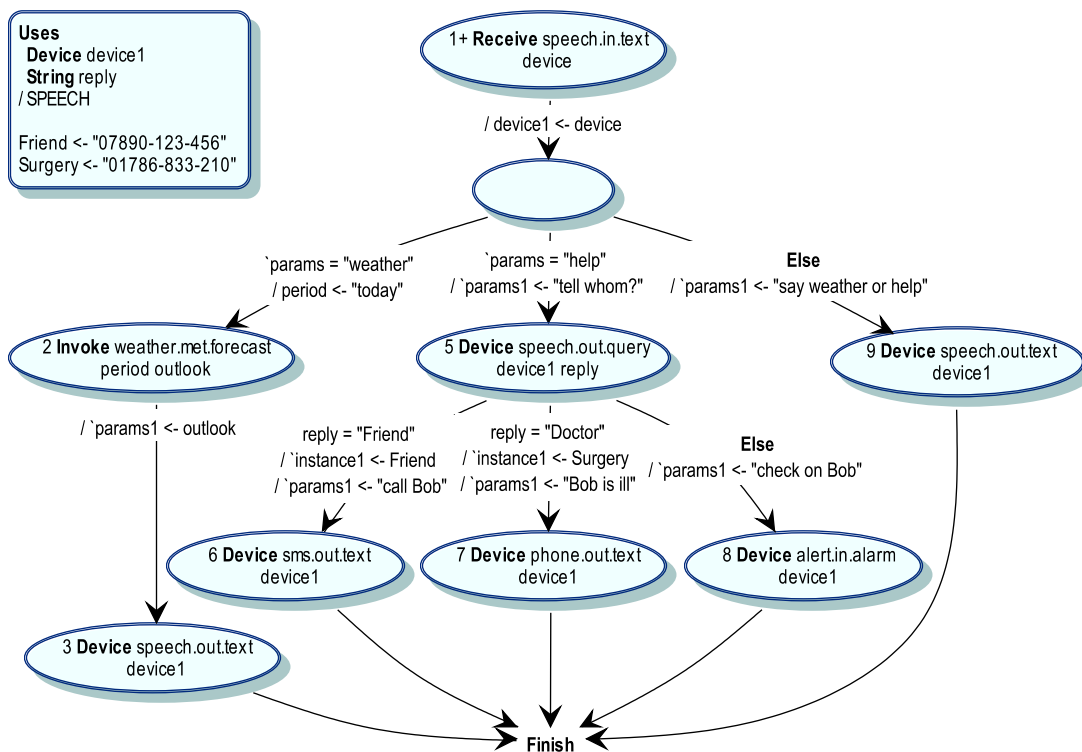 Uses
Device device1
String reply
/ SPEECH
Friend <- "07890-123-456"
Surgery <- "01786-833-210"
1+ Receive speech.in.text
device
/ device1 <- device
`params = "weather"
/ period <- "today"
`params = "help"
/ `params1 <- "tell whom?"
Else
/ `params1 <- "say weather or help"
2 Invoke weather.met.forecast
period outlook
5 Device speech.out.query
device1 reply
9 Device speech.out.text
device1
/ `params1 <- outlook
reply = "Friend"
/ `instance1 <- Friend
/ `params1 <- "call Bob"
reply = "Doctor"
/ `instance1 <- Surgery
/ `params1 <- "Bob is ill"
Else
/ `params1 <- "check on Bob"
6 Device sms.out.text
device1
7 Device phone.out.text
device1
8 Device alert.in.alarm
device1
3 Device speech.out.text
device1
Finish